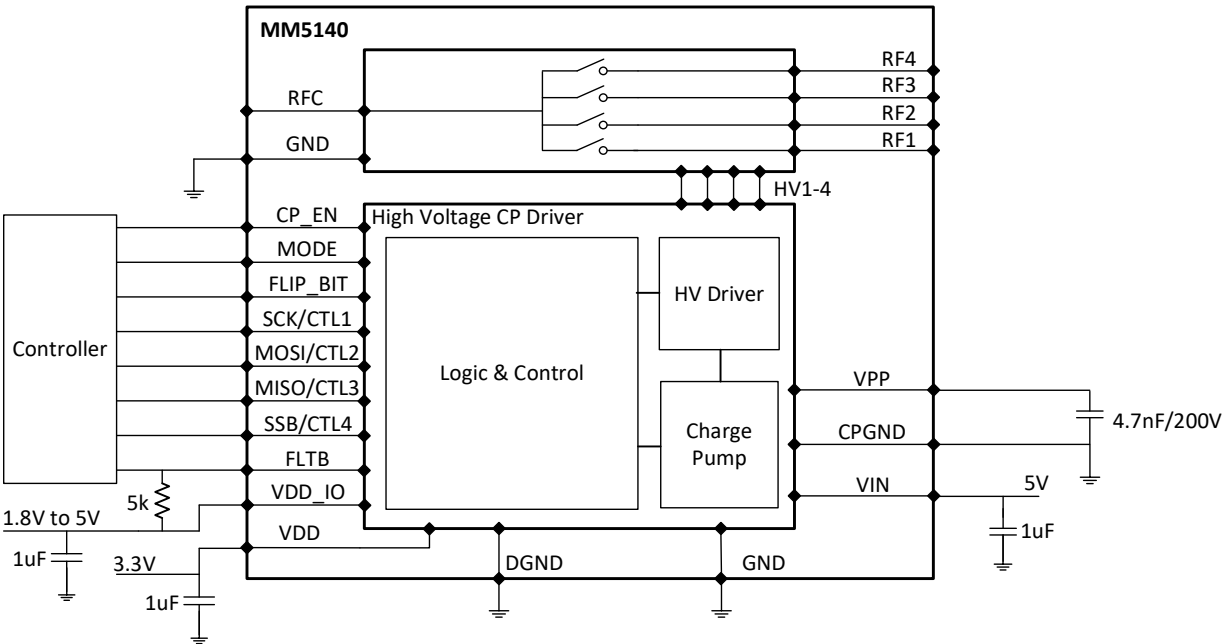 MM5140
RF4
RF3
RFC
RF2
GND
RF1
HV1-4
CP_EN
High Voltage CP Driver
MODE
FLIP_BIT
HV Driver
SCK/CTL1
Controller
MOSI/CTL2
Logic & Control
MISO/CTL3
VPP
4.7nF/200V
SSB/CTL4
Charge
Pump
CPGND
FLTB
VDD_IO
VIN
5V
5k
1.8V to 5V
VDD
1uF
1uF
3.3V
DGND
GND
1uF